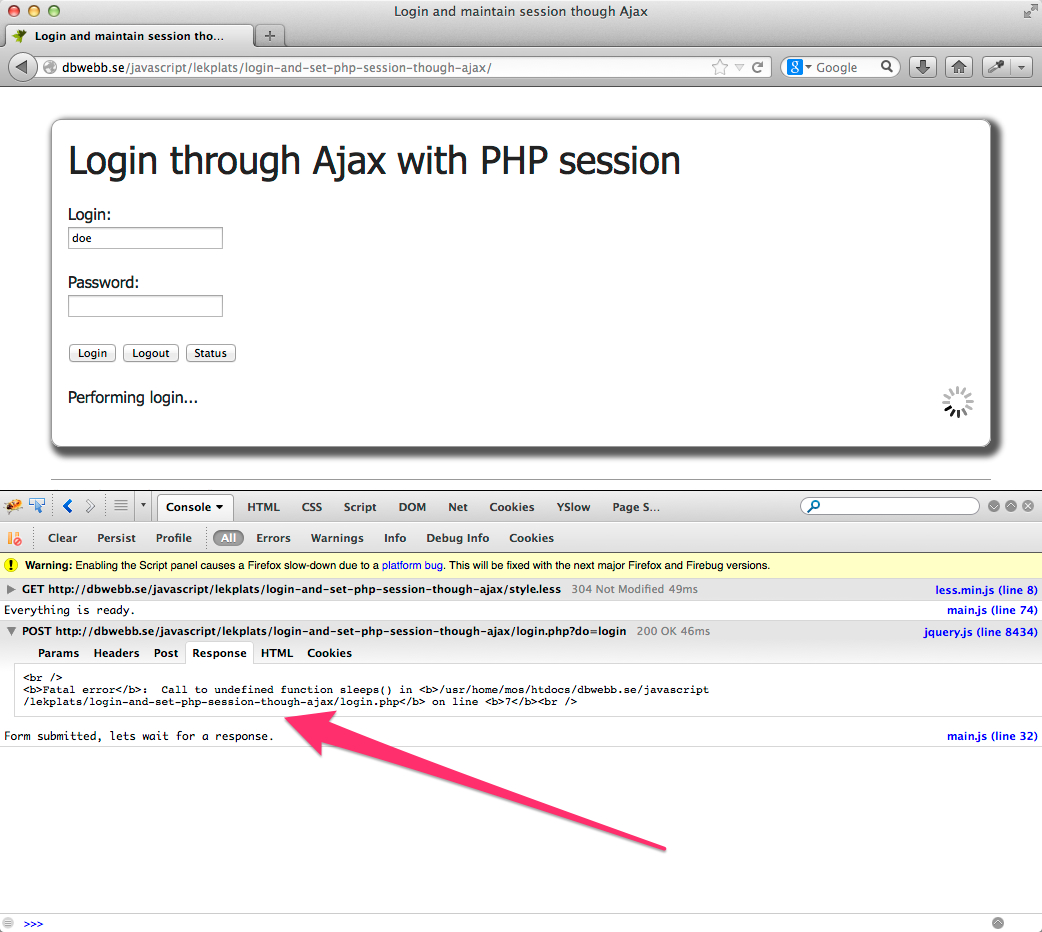 Login and maintain session though Ajax
Login and maintain session tho...
dbwebb.se/javascript/lekplats/login-and-set-php-session-though-ajax/
8 Google
Login through Ajax with PHP session
Login:
doe
Password:
Login Logout Status
Performing login...
Console HTML CSS Script DOM Net Cookies YSlow Page S...
Clear Persist Profile All Errors Warnings Info Debug Info Cookies
! Warning: Enabling the Script panel causes a Firefox slow-down due to a platform bug. This will be fixed with the next major Firefox and Firebug versions.
GET http://dbwebb.se/javascript/lekplats/login-and-set-php-session-though-ajax/style.less 304 Not Modified 49ms less.min.js (line 8)
Everything is ready. main.js (line 74)
POST http://dbwebb.se/javascript/lekplats/login-and-set-php-session-though-ajax/login.php?do=login 200 OK 46ms jquery.js (line 8434)
Params Headers Post Response HTML Cookies
<br />
<b>Fatal error</b>:  Call to undefined function sleeps() in <b>/usr/home/mos/htdocs/dbwebb.se/javascript
/lekplats/login-and-set-php-session-though-ajax/login.php</b> on line <b>7</b><br />
Form submitted, lets wait for a response. main.js (line 32)
>>>